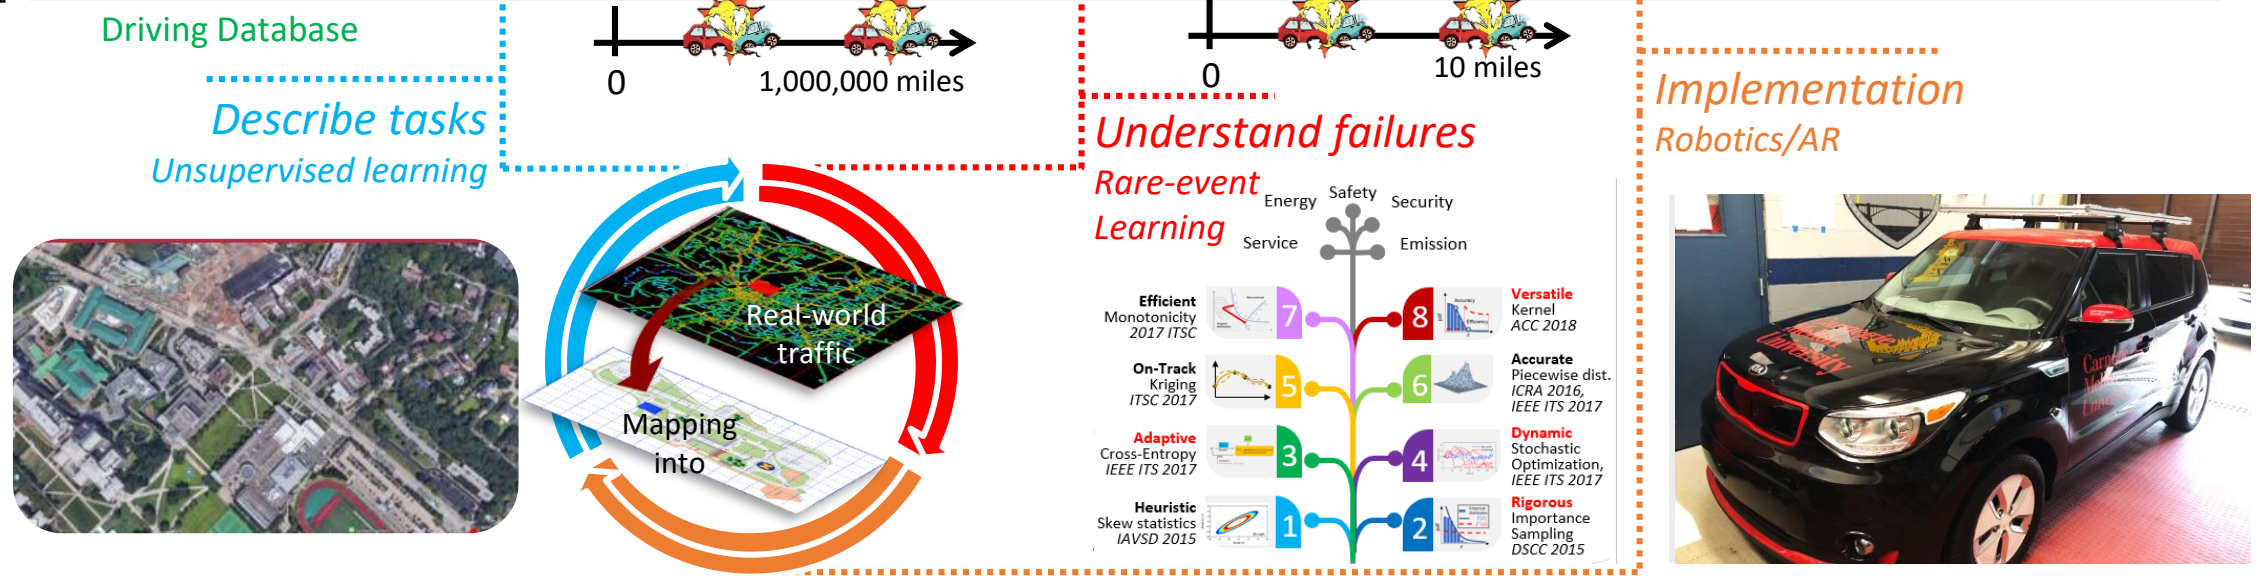 Driving Database
Describe tasks
Unsupervised learning
0
1,000,000 miles
0
10 miles
Understand failures
Rare-event
Learning
Implementation
Robotics/AR
Real-world
traffic
Mapping
into
Safety
Energy
Security
Service
Emission
Efficient
Monotonicity
2017 ITSC
7
8
Accuracy
Efficiency
Versatile
Kernel
ACC 2018
On-Track
Kriging
ITSC 2017
5
6
Accurate
Piecewise dist.
ICRA 2016,
IEEE ITS 2017
Adaptive
Cross-Entropy
IEEE ITS 2017
3
4
Dynamic
Stochastic
Optimization,
IEEE ITS 2017
Heuristic
Skew statistics
IAVSD 2015
1
2
Rigorous
Importance
Sampling
DSCC 2015
University
KIA